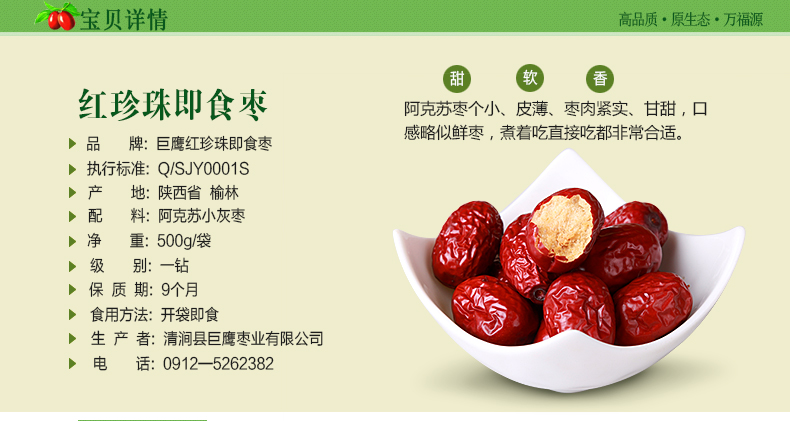 宝贝详情
高品质·原生态·万福源
红珍珠即食枣
品 牌: 巨鹰红珍珠即食枣
执行标准: Q/SJY0001S
产 地: 陕西省 榆林
配 料: 阿克苏小灰枣
净 重: 500g/袋
级 别: 一钻
保 质 期: 9个月
食用方法: 开袋即食
生 产 者: 清涧县巨鹰枣业有限公司
电 话: 0912—5262382
甜 软 香
阿克苏枣个小、皮薄、枣肉紧实、甘甜，口
感略似鲜枣，煮着吃直接吃都非常合适。